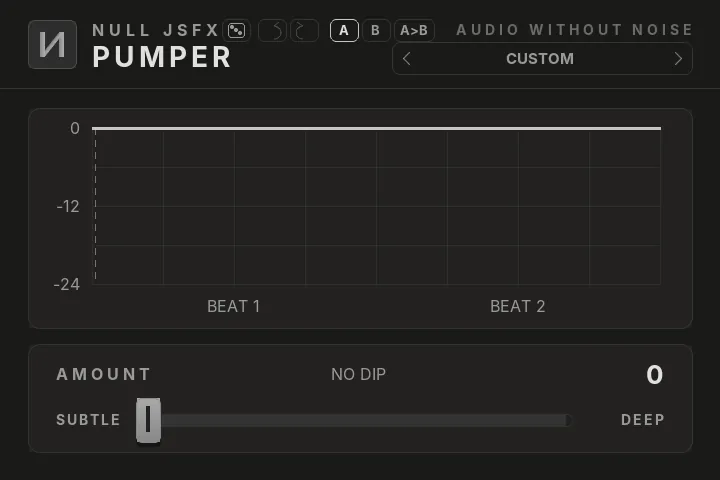 NULL JSFX
A B A>B
AUDIO WITHOUT NOISE
PUMPER
CUSTOM
0
-12
-24
BEAT 1 BEAT 2
AMOUNT NO DIP 0
SUBTLE DEEP